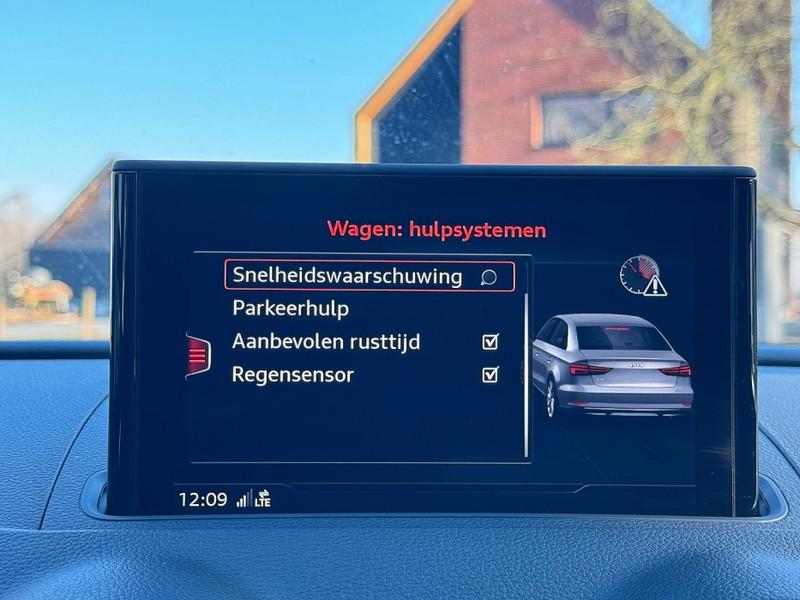 Wagen: hulpsystemen
Snelheidswaarschuwing
Parkeerhulp
Aanbevolen rusttijd
Regensensor
12:09 LTE